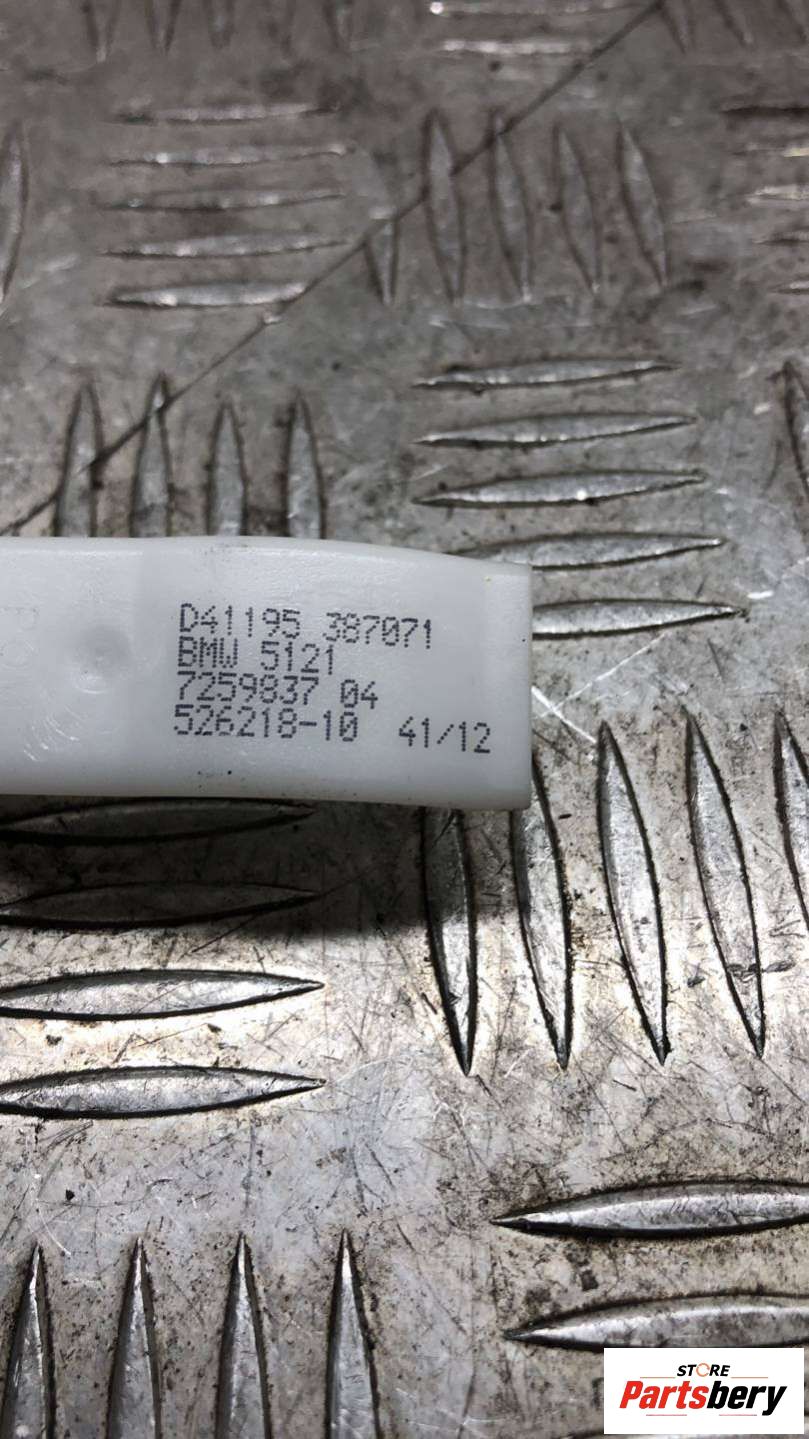 D41195 387071
BMW 5121
7259837 04
526218-10 41/12
STORE
Partsbery